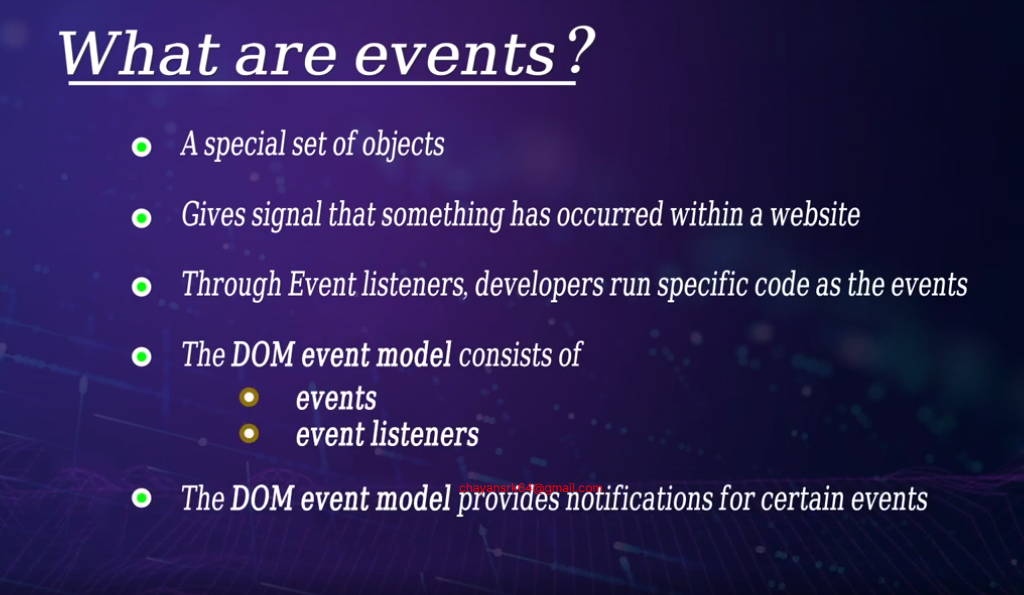 What are events?
A special set of objects
Gives signal that something has occurred within a website
Through Event listeners, developers run specific code as the events
The DOM event model consists of
events
event listeners
chayansrk64@gmail.com
The DOM event model provides notifications for certain events